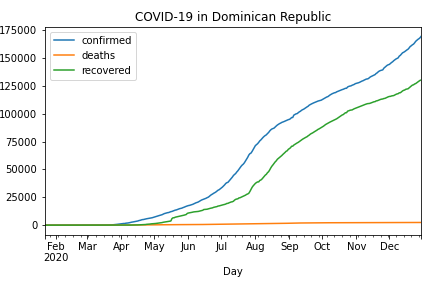 COVID-19 in Dominican Republic
175000
150000
125000
100000
75000
50000
25000
0
confirmed
deaths
recovered
Feb Mar Apr May Jun Jul Aug Sep Oct Nov Dec
2020
Day